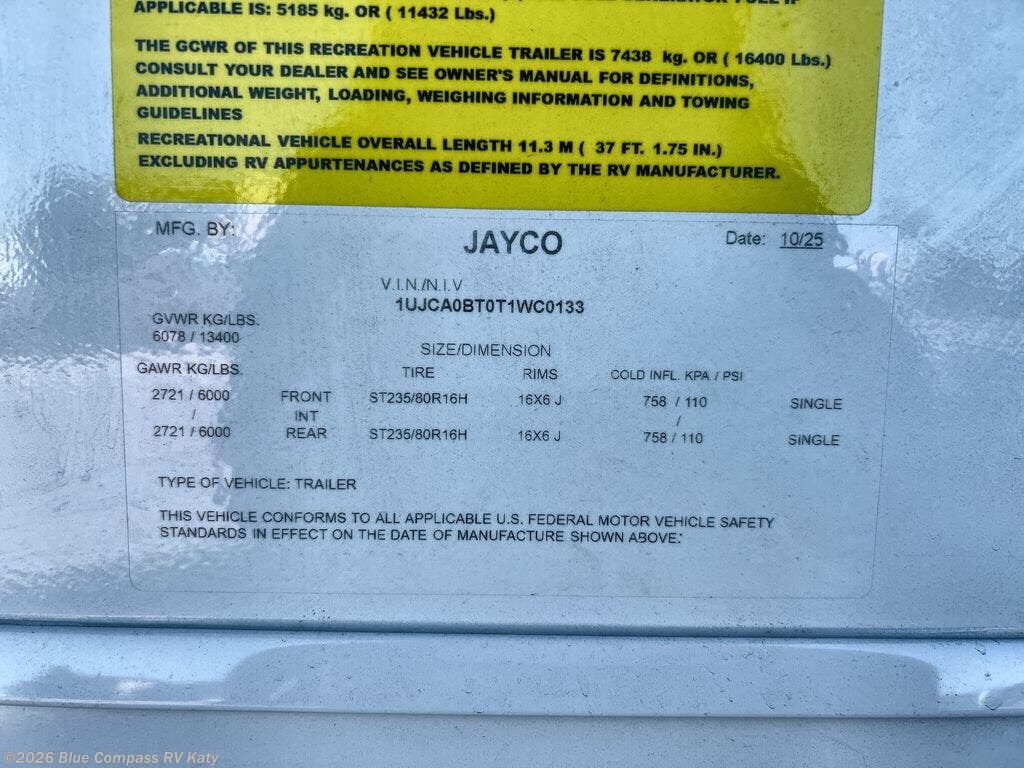 APPLICABLE IS: 5185 kg. OR ( 11432 Lbs.)
THE GCWR OF THIS RECREATION VEHICLE TRAILER IS 7438 kg. OR ( 16400 Lbs.)
CONSULT YOUR DEALER AND SEE OWNER'S MANUAL FOR DEFINITIONS,
ADDITIONAL WEIGHT, LOADING, WEIGHING INFORMATION AND TOWING
GUIDELINES
RECREATIONAL VEHICLE OVERALL LENGTH 11.3 M ( 37 FT. 1.75 IN.)
EXCLUDING RV APPURTENANCES AS DEFINED BY THE RV MANUFACTURER.
MFG. BY: JAYCO Date: 10/25
V.I.N./N.I.V
1UJCA0BT0T1WC0133
GVWR KG/LBS.
6078 / 13400
SIZE/DIMENSION
GAWR KG/LBS. TIRE RIMS COLD INFL. KPA / PSI
2721 / 6000 FRONT ST235/80R16H 16X6 J 758 / 110 SINGLE
/ INT /
2721 / 6000 REAR ST235/80R16H 16X6 J 758 / 110 SINGLE
TYPE OF VEHICLE: TRAILER
THIS VEHICLE CONFORMS TO ALL APPLICABLE U.S. FEDERAL MOTOR VEHICLE SAFETY
STANDARDS IN EFFECT ON THE DATE OF MANUFACTURE SHOWN ABOVE.
©2026 Blue Compass RV Katy